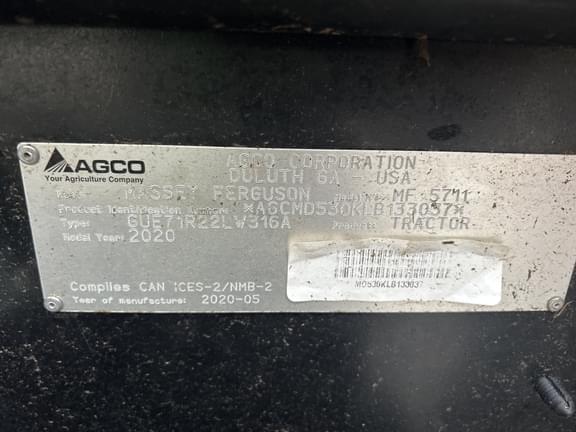 AGCO
Your Agriculture Company
AGCO CORPORATION
DULUTH GA - USA
MASSEY FERGUSON MF 5711
Product Identification Number: *AGCMD530KLB133037*
Type: 6UE71R22LW316A TRACTOR
Model Year: 2020
Complies CAN ICES-2/NMB-2
Year of manufacture: 2020-05
MD530KLB133037